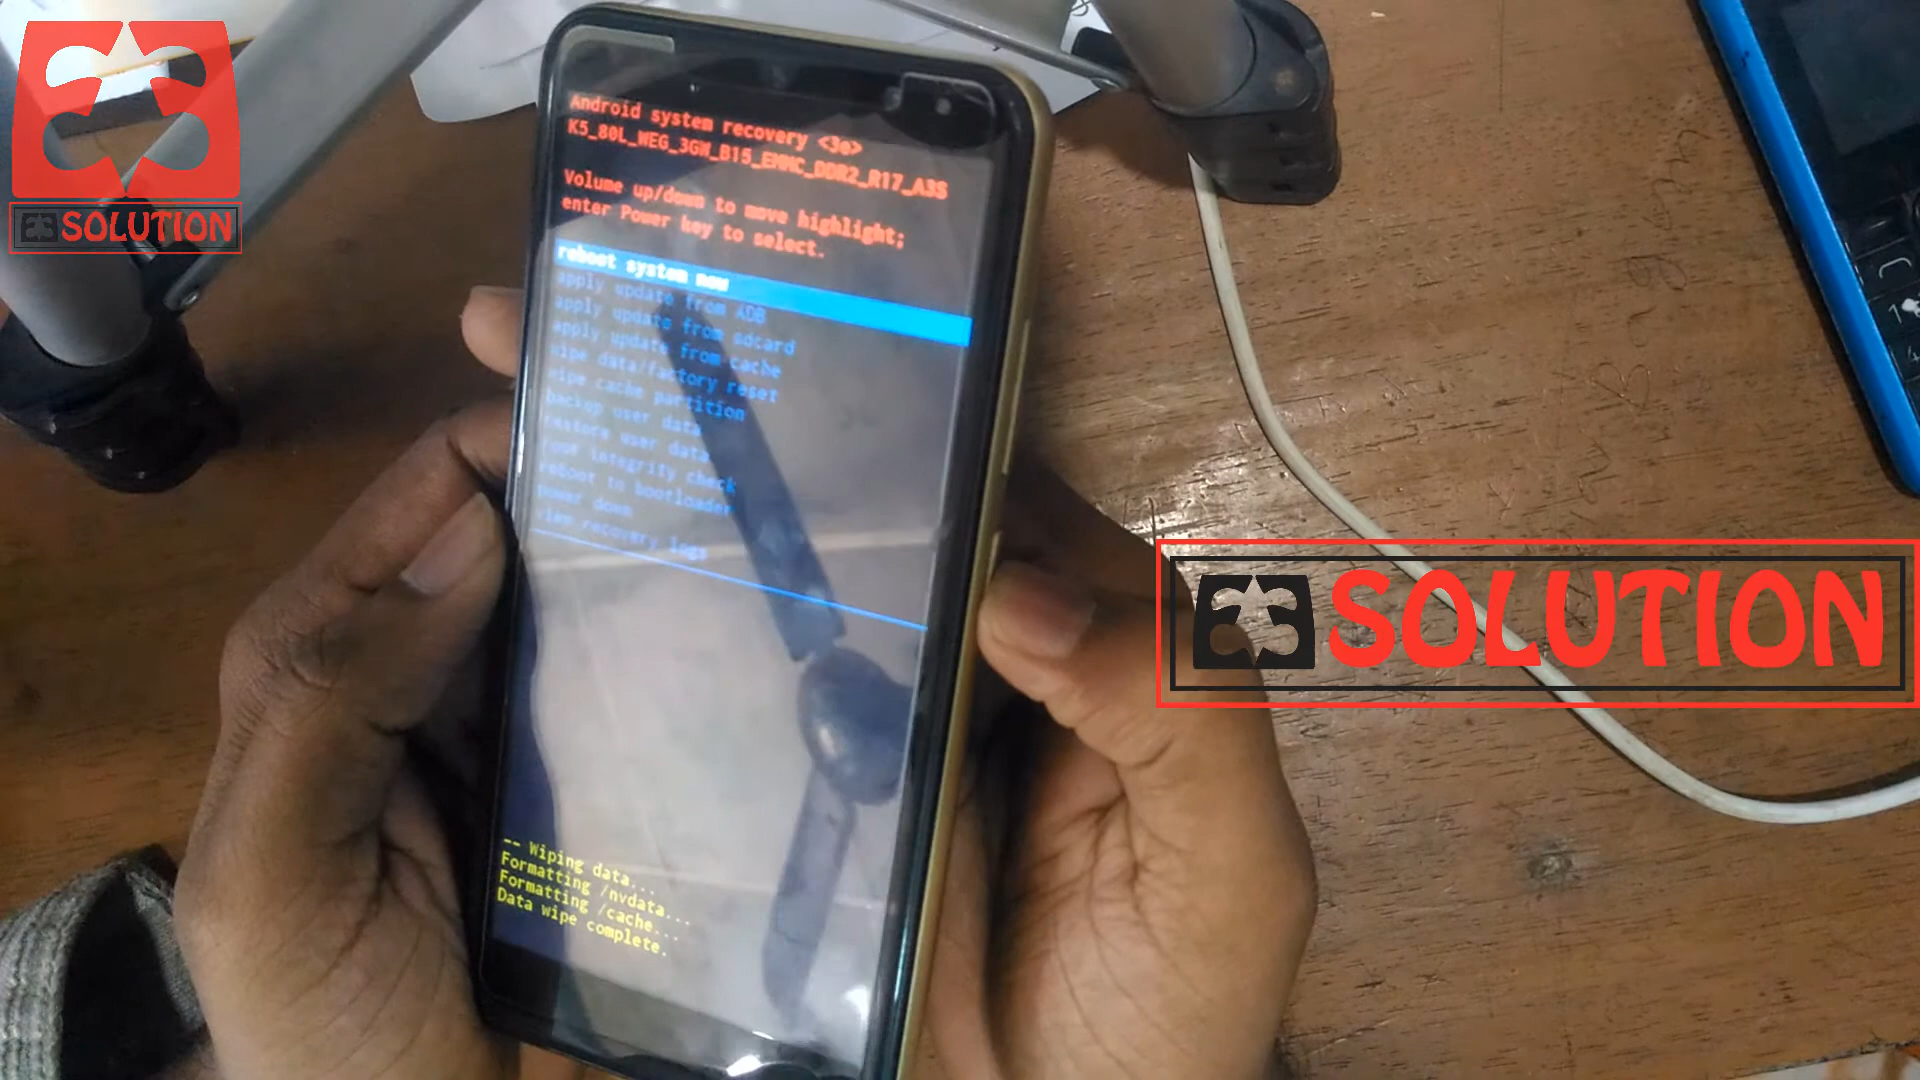 SOLUTION
Android system recovery <3e>
K5_80L_WEG_3GW_B15_EMMC_DDR2_R17_A3S
Volume up/down to move highlight;
enter Power key to select.
reboot system now
apply update from ADB
apply update from sdcard
apply update from cache
wipe data/factory reset
wipe cache partition
backup user data
restore user data
root integrity check
reboot to bootloader
power down
view recovery logs
-- Wiping data...
Formatting /nvdata...
Formatting /cache...
Data wipe complete.
SOLUTION
1